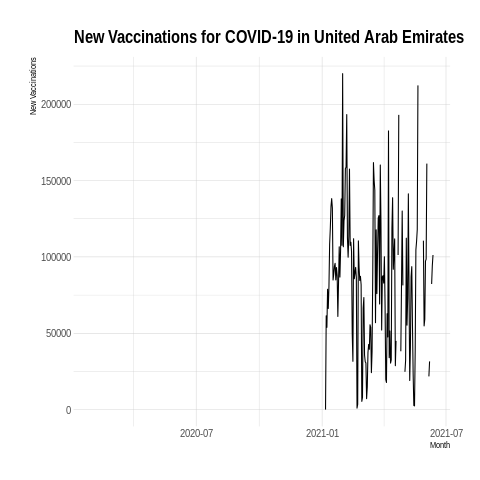 New Vaccinations for COVID-19 in United Arab Emirates
New Vaccinations
200000
150000
100000
50000
0
2020-07
2021-01
2021-07
Month